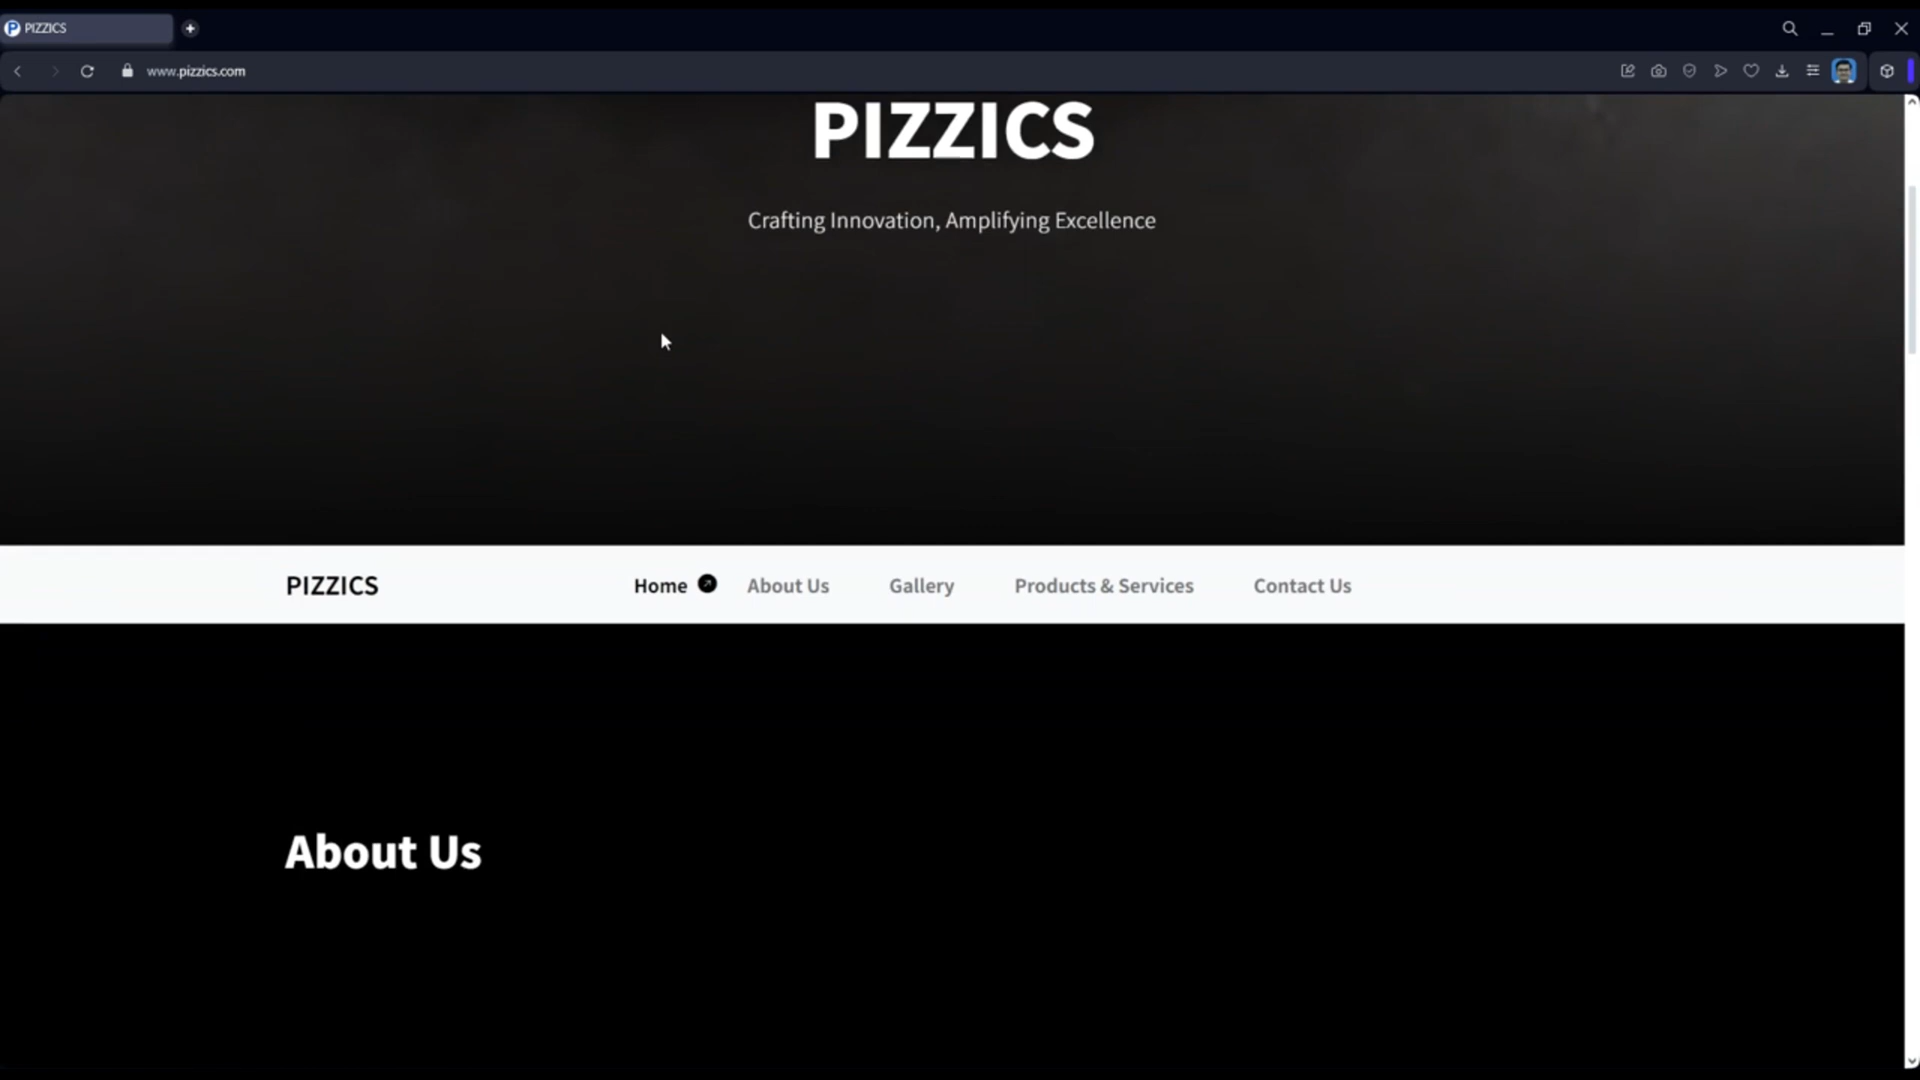 PIZZICS
www.pizzics.com
PIZZICS
Crafting Innovation, Amplifying Excellence
PIZZICS Home About Us Gallery Products & Services Contact Us
About Us